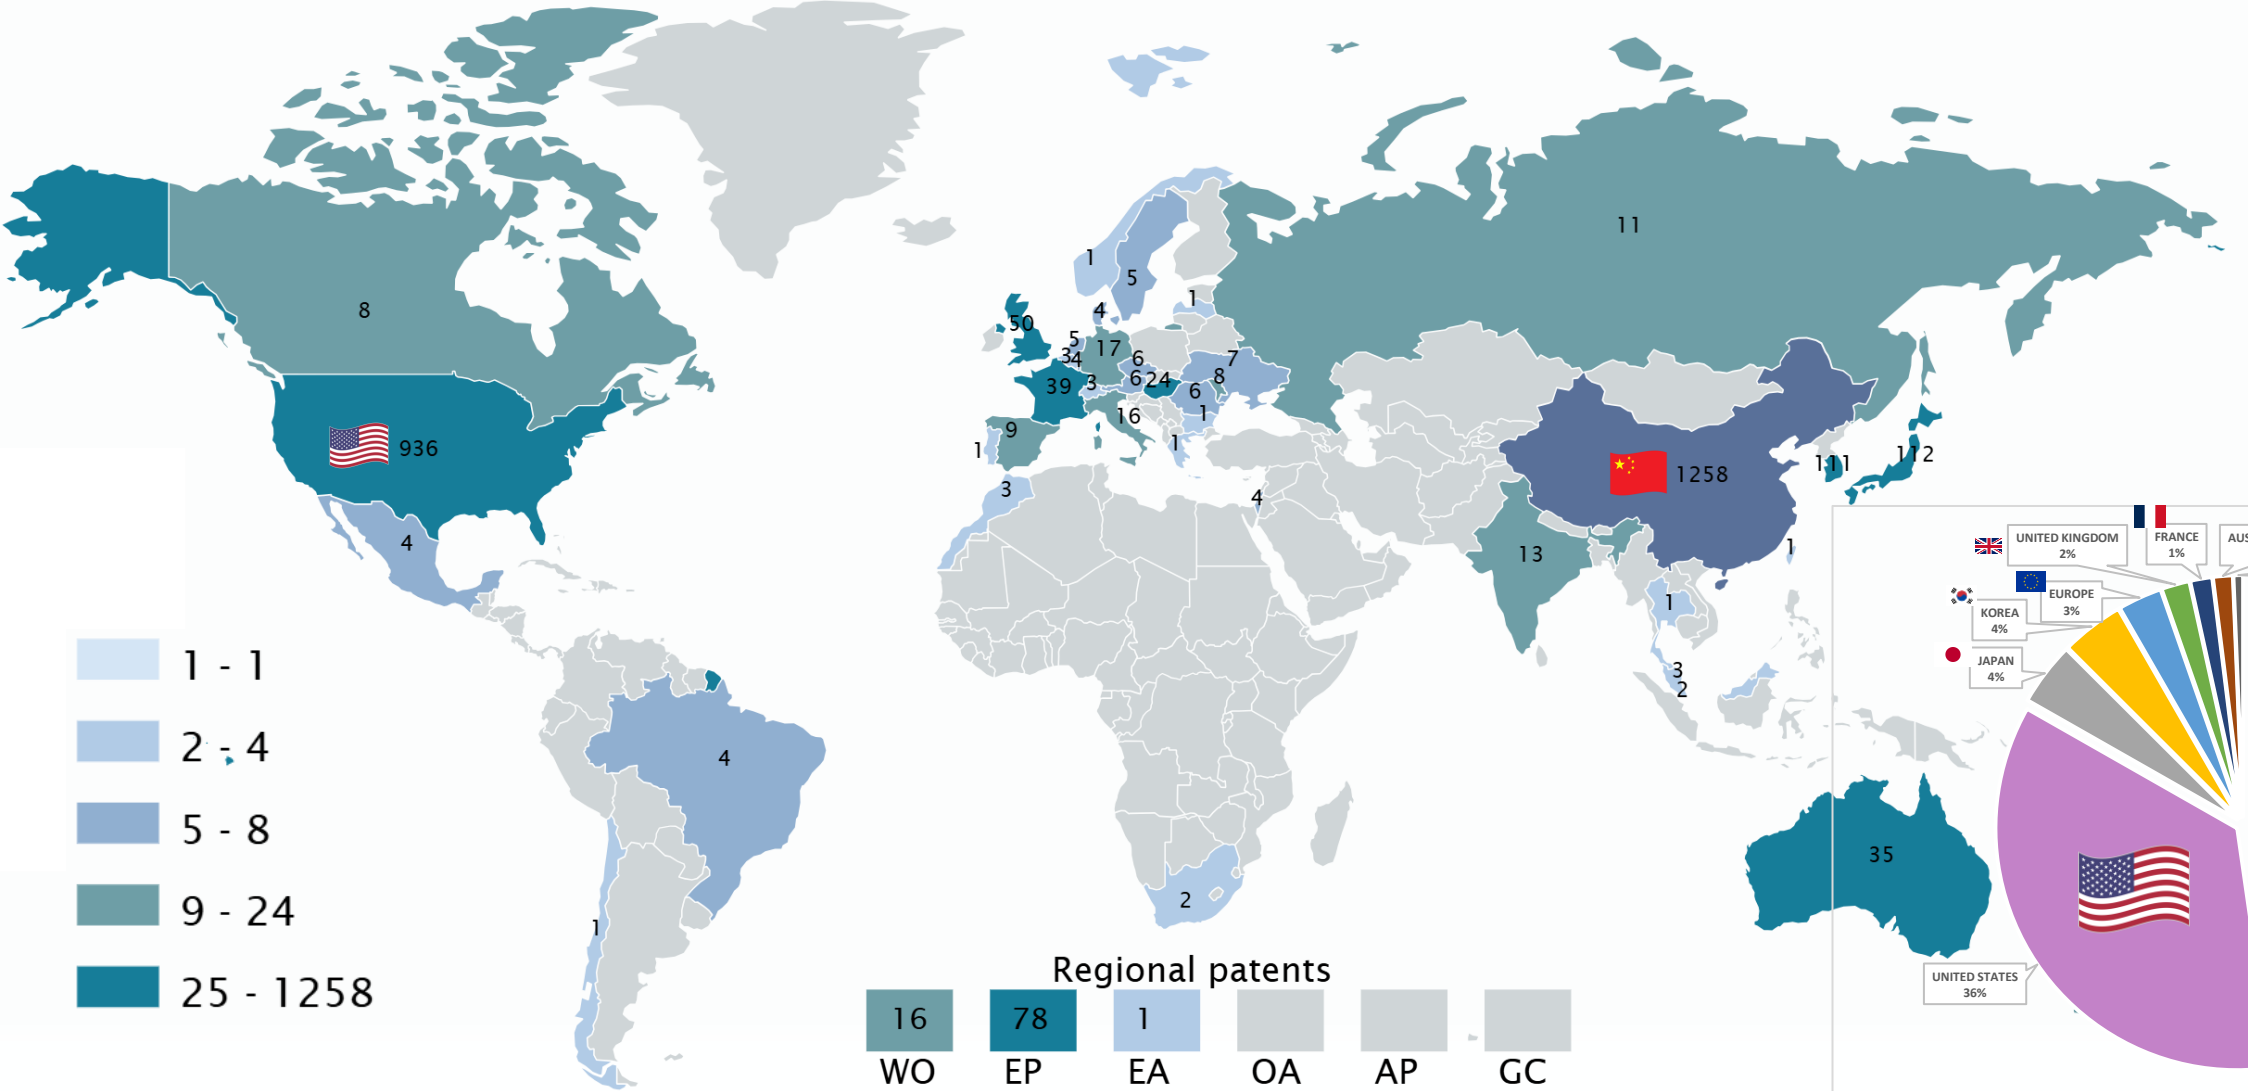 11
1
5
1
4
50
5
3
4
17
6
7
8
39
3
6
24
8
6
1
16
9
1
1
936
1258
111
112
3
4
4
13
1
1
3
2
UNITED KINGDOM
2%
FRANCE
1%
AUS
EUROPE
3%
KOREA
4%
JAPAN
4%
1 - 1
2 - 4
5 - 8
9 - 24
25 - 1258
4
35
2
1
UNITED STATES
36%
Regional patents
16
78
1
WO
EP
EA
OA
AP
GC